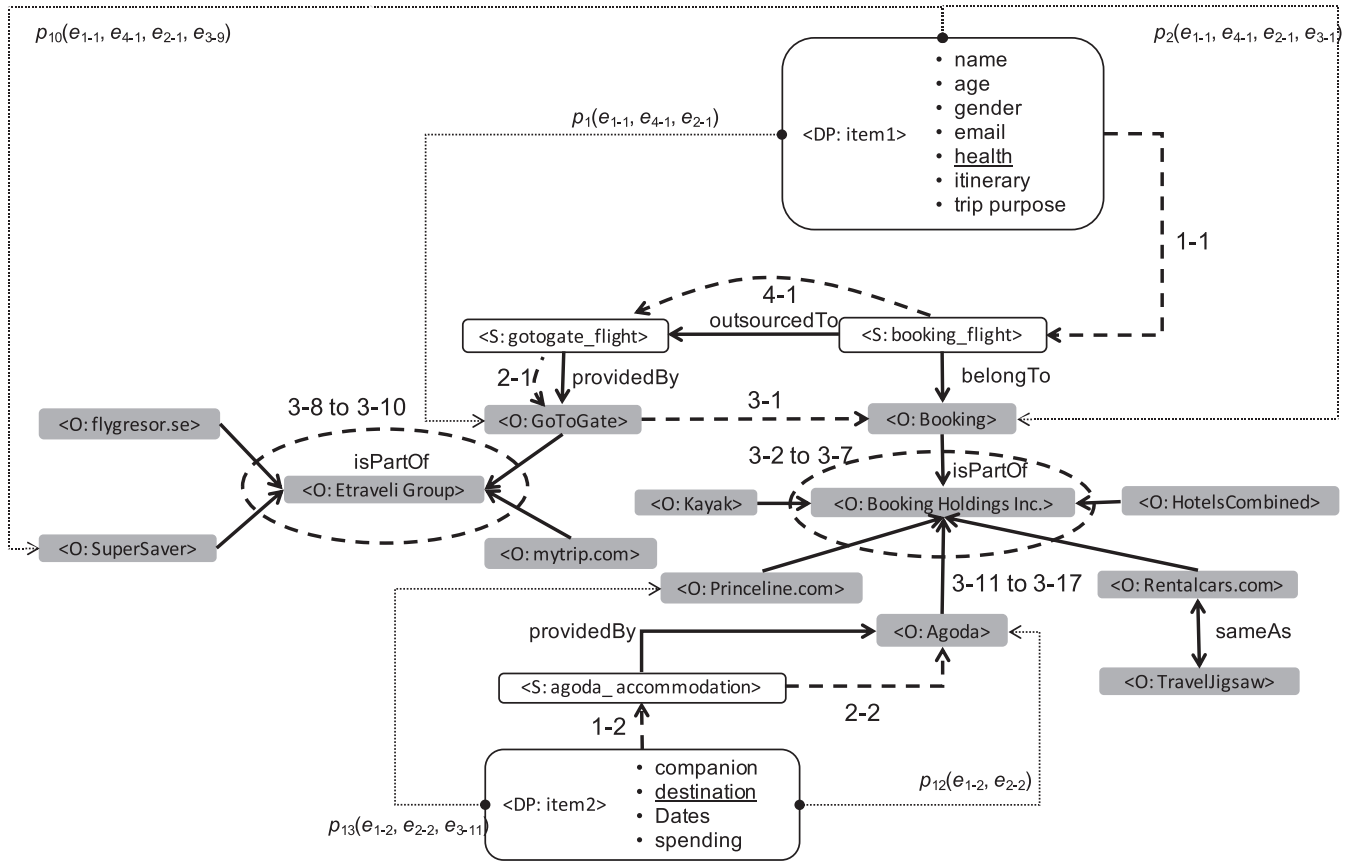 p10(e1-1, e4-1, e2-1, e3-9)
p2(e1-1, e4-1, e2-1, e3-1)
p1(e1-1, e4-1, e2-1)
<DP: item1>
• name
• age
• gender
• email
• health
• itinerary
• trip purpose
1-1
4-1
outsourcedTo
<S: gotogate_flight>
<S: booking_flight>
2-1
providedBy
belongTo
3-8 to 3-10
3-1
<O: flygresor.se>
<O: GoToGate>
<O: Booking>
isPartOf
3-2 to 3-7
isPartOf
<O: Etraveli Group>
<O: Kayak>
<O: Booking Holdings Inc.>
<O: HotelsCombined>
<O: SuperSaver>
<O: mytrip.com>
<O: Princeline.com>
3-11 to 3-17
<O: Rentalcars.com>
providedBy
<O: Agoda>
sameAs
<S: agoda_accommodation>
<O: TravelJigsaw>
2-2
1-2
<DP: item2>
• companion
• destination
• Dates
• spending
p12(e1-2, e2-2)
p13(e1-2, e2-2, e3-11)